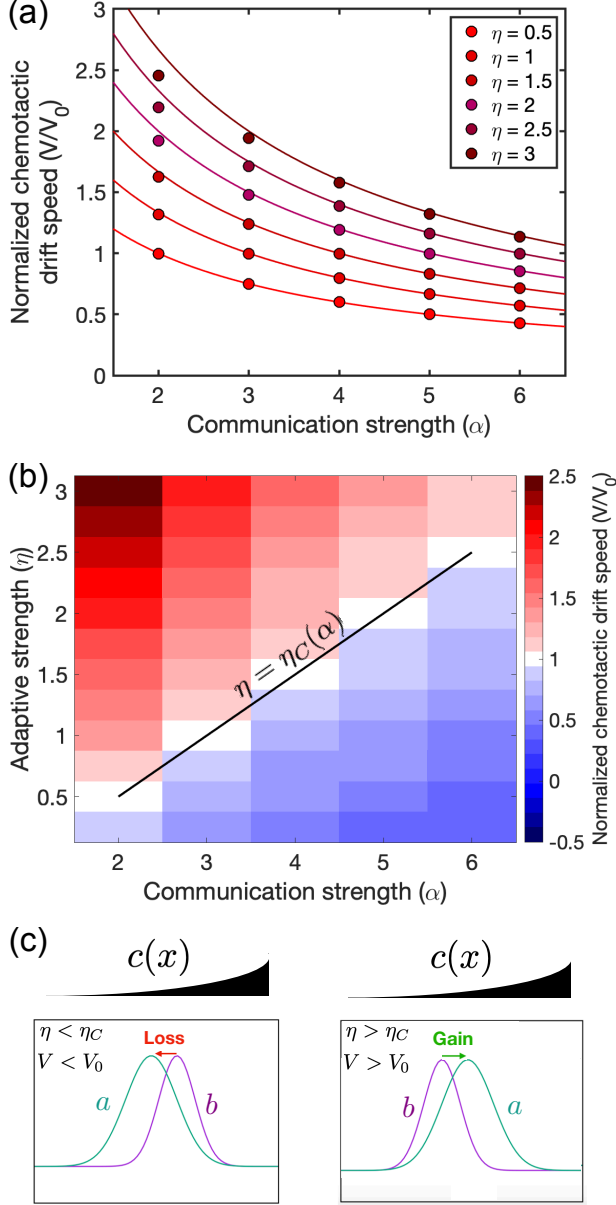 (a)
Normalized chemotactic
drift speed (V/V₀)
3
2.5
2
1.5
1
0.5
0
η = 0.5
η = 1
η = 1.5
η = 2
η = 2.5
η = 3
2 3 4 5 6
Communication strength (α)
(b)
Adaptive strength (η)
3
2.5
2
1.5
1
0.5
η = η_C(α)
2 3 4 5 6
Communication strength (α)
2.5
2
1.5
1
0.5
0
-0.5
Normalized chemotactic drift speed (V/V₀)
(c)
c(x)
η < η_C
V < V₀
Loss
a
b
c(x)
η > η_C
V > V₀
Gain
b
a